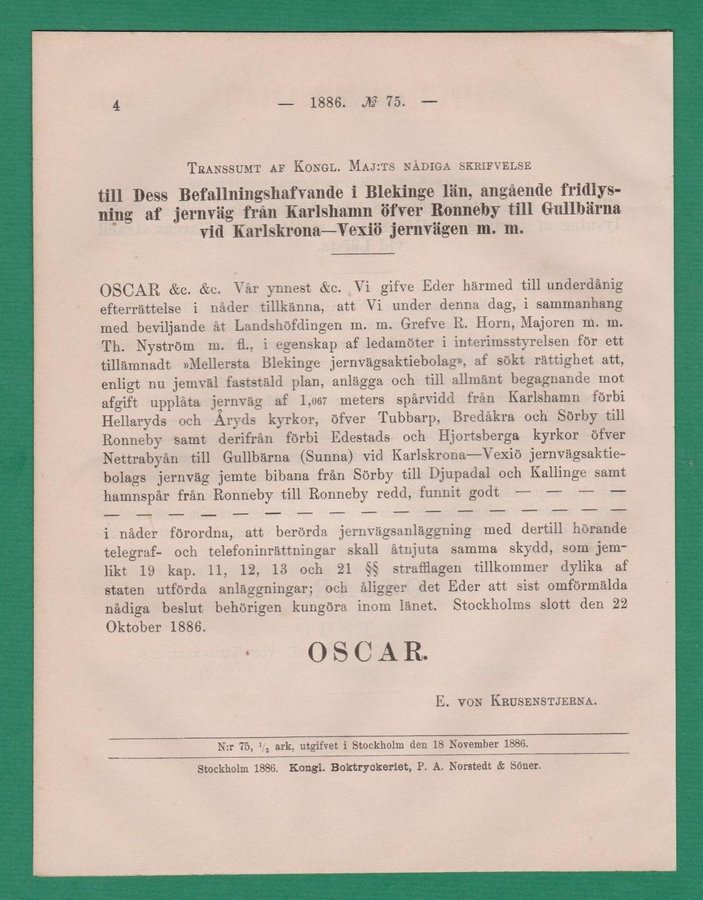 4 — 1886. № 75. —
TRANSSUMT AF KONGL. MAJ:TS NÅDIGA SKRIFVELSE
till Dess Befallningshafvande i Blekinge län, angående fridlys-
ning af jernväg från Karlshamn öfver Ronneby till Gullbärna
vid Karlskrona—Vexiö jernvägen m. m.
OSCAR &c. &c. Vår ynnest &c. Vi gifve Eder härmed till underdånig
efterrättelse i nåder tillkänna, att Vi under denna dag, i sammanhang
med beviljande åt Landshöfdingen m. m. Grefve R. Horn, Majoren m. m.
Th. Nyström m. fl., i egenskap af ledamöter i interimsstyrelsen för ett
tillämnadt »Mellersta Blekinge jernvägsaktiebolag», af sökt rättighet att,
enligt nu jemväl faststäld plan, anlägga och till allmänt begagnande mot
afgift upplåta jernväg af 1,067 meters spårvidd från Karlshamn förbi
Hellaryds och Åryds kyrkor, öfver Tubbarp, Bredåkra och Sörby till
Ronneby samt derifrån förbi Edestads och Hjortsberga kyrkor öfver
Nettrabyån till Gullbärna (Sunna) vid Karlskrona—Vexiö jernvägsaktie-
bolags jernväg jemte bibana från Sörby till Djupadal och Kallinge samt
hamnspår från Ronneby till Ronneby redd, funnit godt — — — —
— — — — — — — — — — — — — — — — — —
i nåder förordna, att berörda jernvägsanläggning med dertill hörande
telegraf- och telefoninrättningar skall åtnjuta samma skydd, som jem-
likt 19 kap. 11, 12, 13 och 21 §§ strafflagen tillkommer dylika af
staten utförda anläggningar; och åligger det Eder att sist omförmälda
nådiga beslut behörigen kungöra inom länet. Stockholms slott den 22
Oktober 1886.
OSCAR.
E. VON KRUSENSTJERNA.
N:r 75, 1/2 ark, utgifvet i Stockholm den 18 November 1886.
Stockholm 1886. Kongl. Boktryckeriet, P. A. Norstedt & Söner.